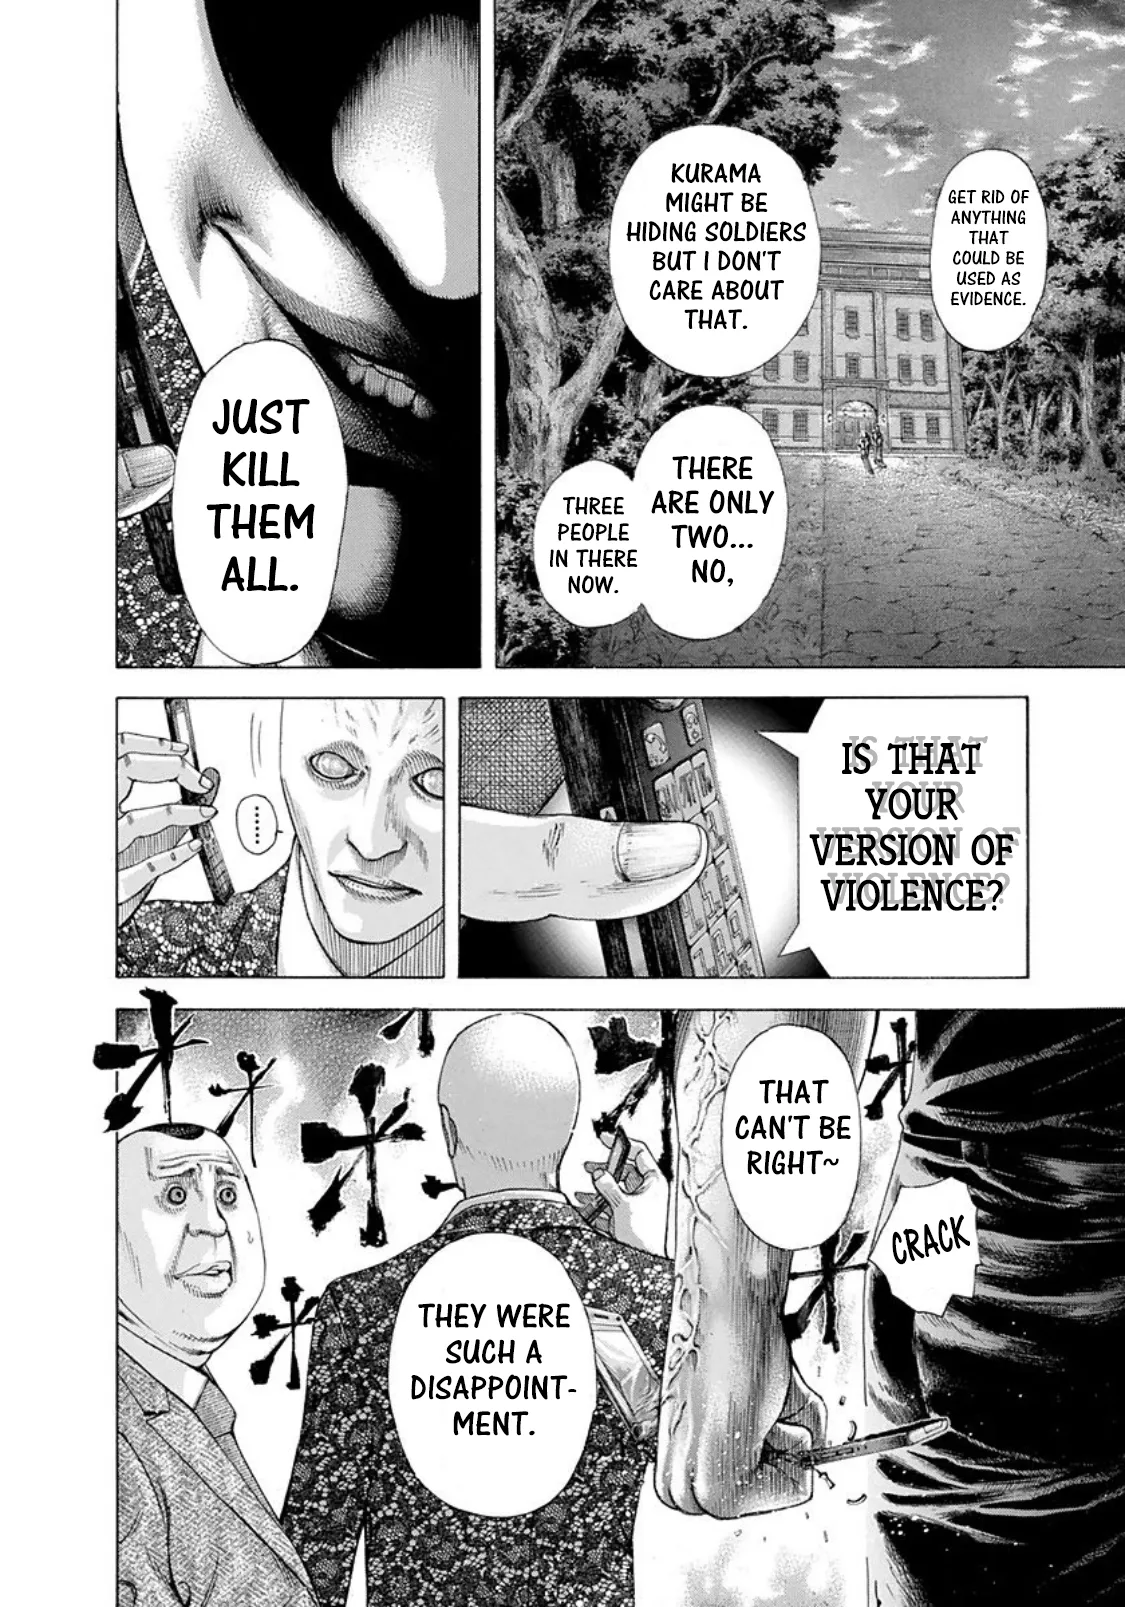 GET RID OF
ANYTHING
THAT
COULD BE
USED AS
EVIDENCE.
KURAMA
MIGHT BE
HIDING SOLDIERS
BUT I DON'T
CARE ABOUT
THAT.
THERE
ARE ONLY
TWO...
NO,
THREE
PEOPLE
IN THERE
NOW.
JUST
KILL
THEM
ALL.
IS THAT
YOUR
VERSION OF
VIOLENCE?
......
THAT
CAN'T BE
RIGHT~
CRACK
THEY WERE
SUCH A
DISAPPOINT-
MENT.